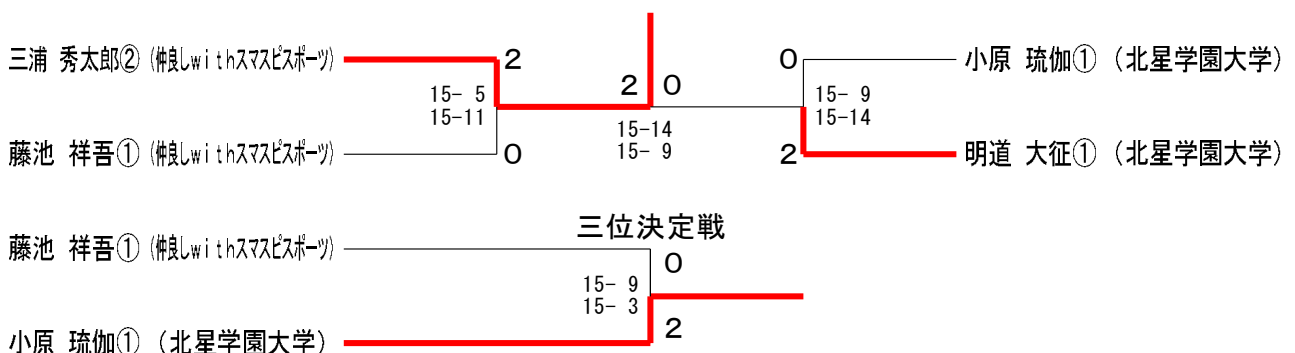 三浦 秀太郎② (仲良しwithスマスピスポーツ)
2
0
小原 琉伽① (北星学園大学)
15- 5
15-11
2 0
15- 9
15-14
15-14
15- 9
藤池 祥吾① (仲良しwithスマスピスポーツ)
0
2
明道 大征① (北星学園大学)
三位決定戦
藤池 祥吾① (仲良しwithスマスピスポーツ)
0
15- 9
15- 3
2
小原 琉伽① (北星学園大学)